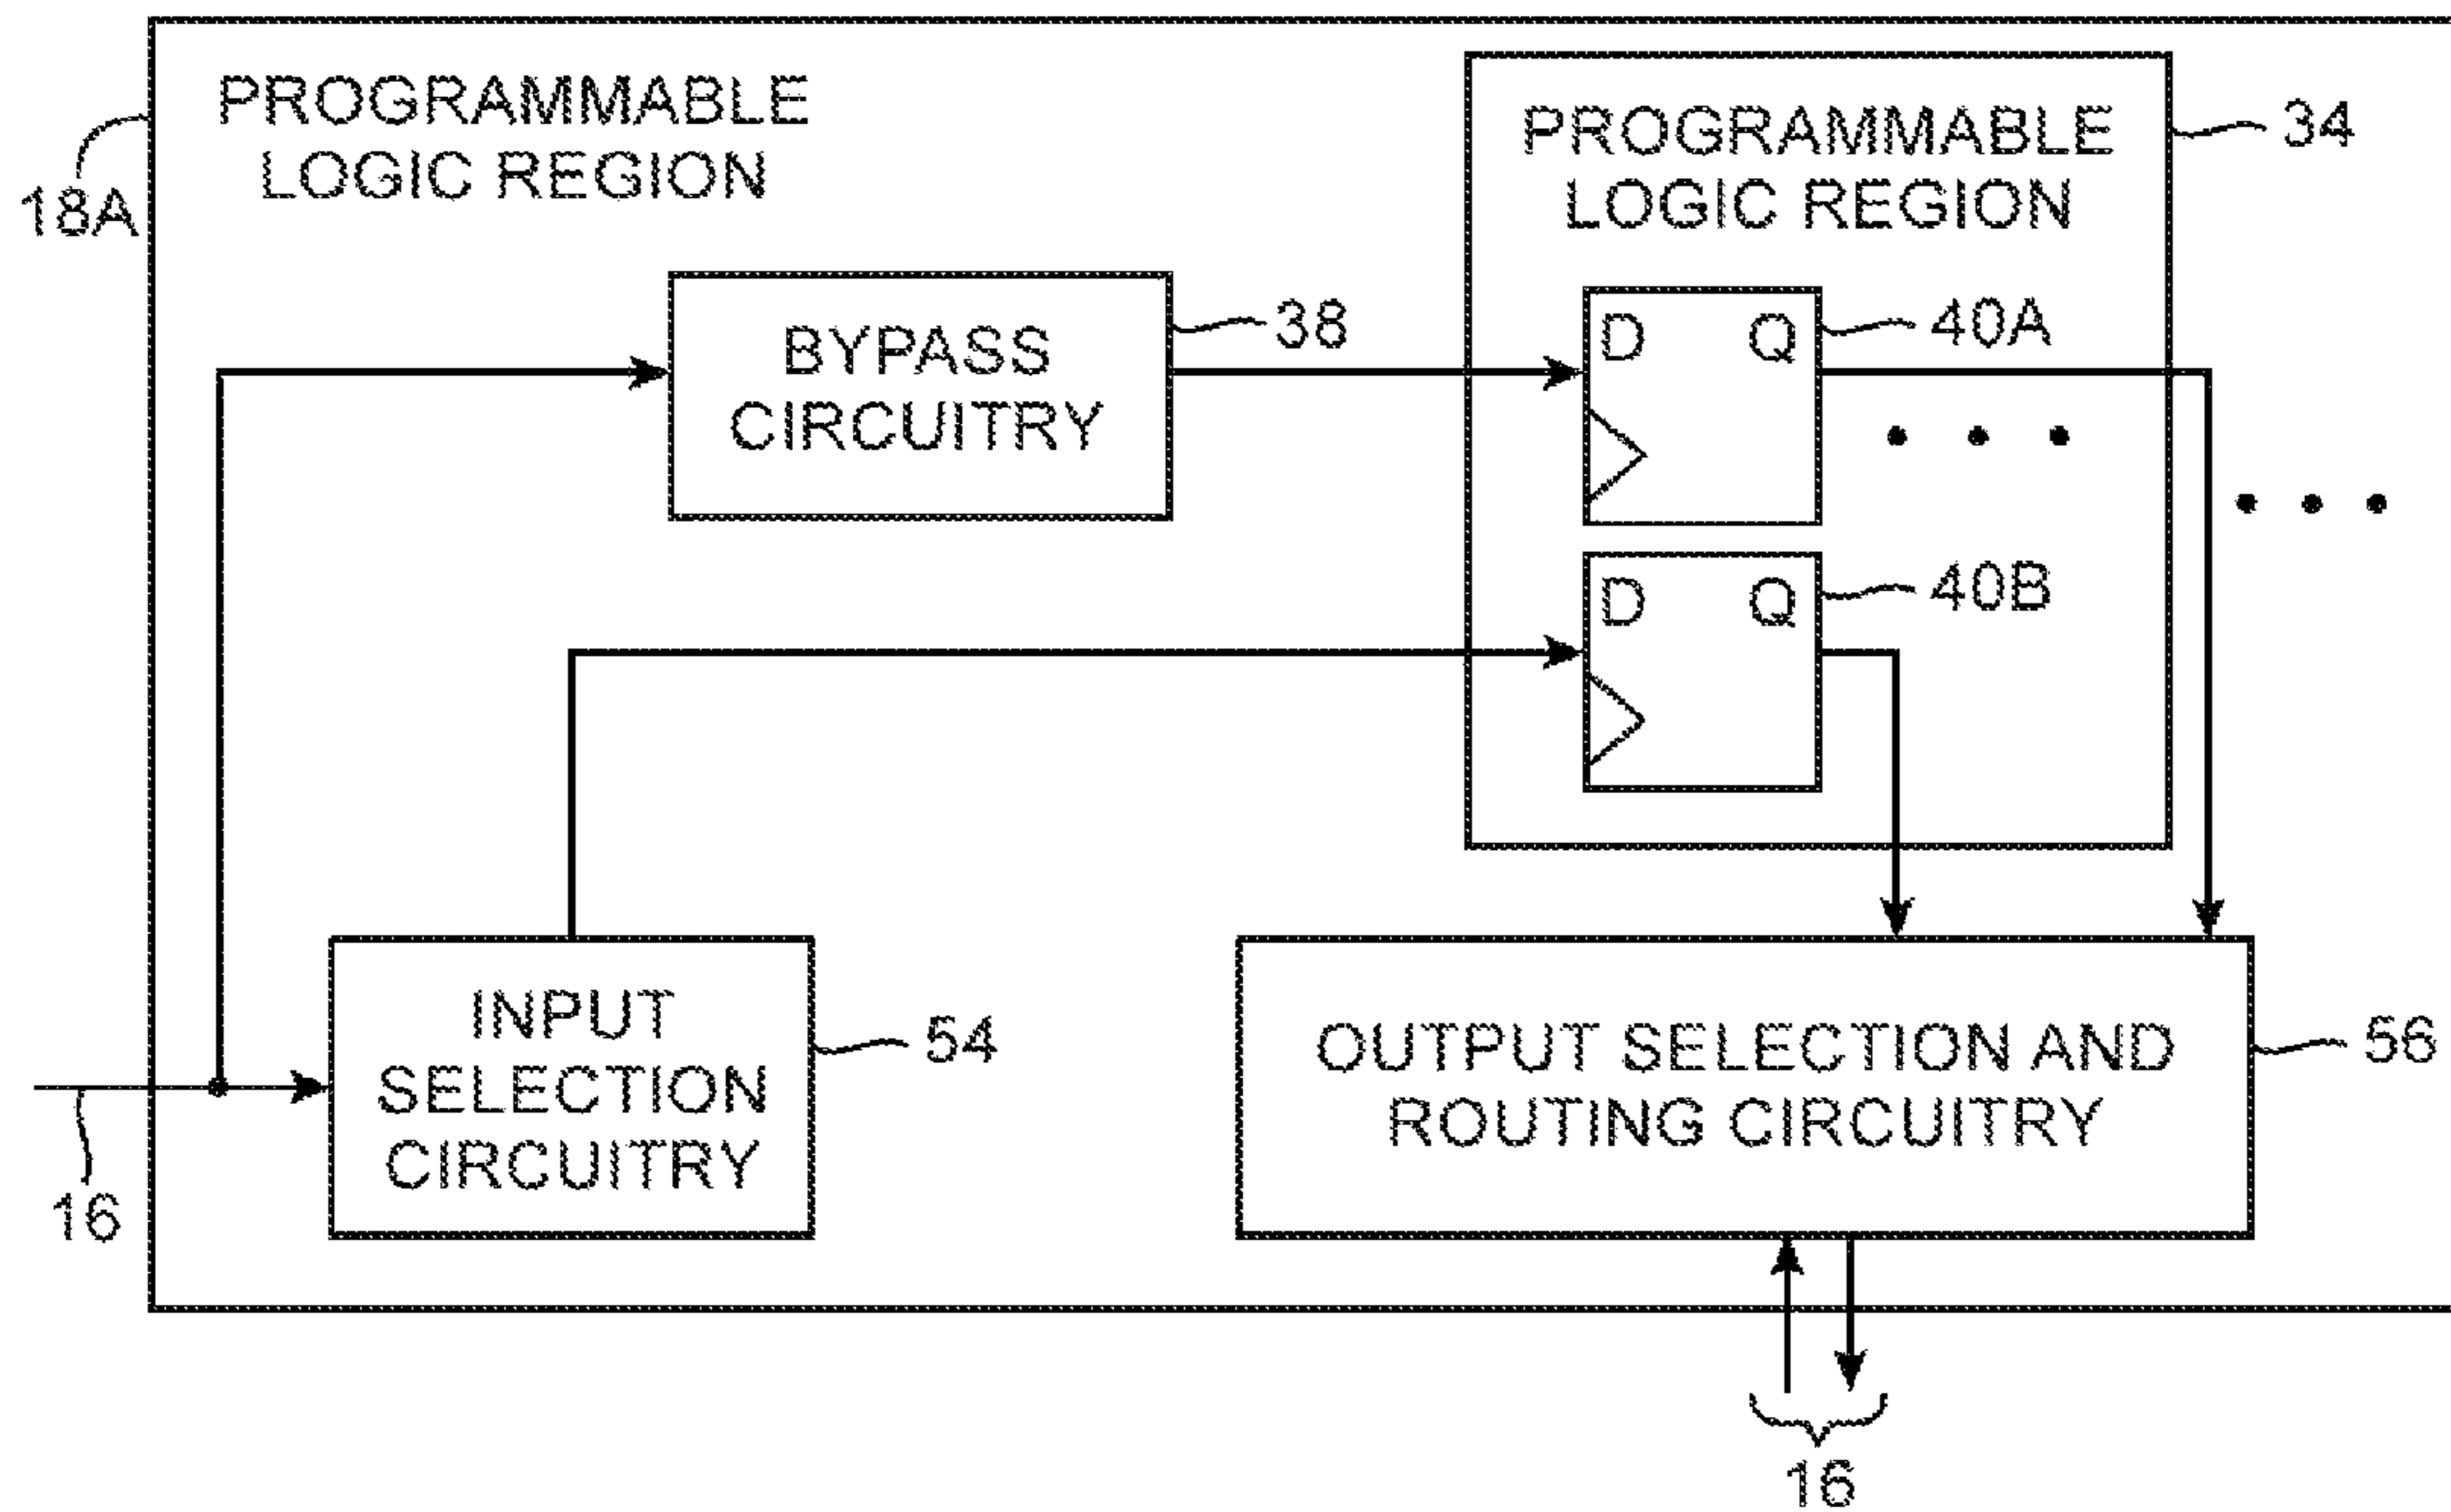 PROGRAMMABLE
LOGIC REGION
18A
PROGRAMMABLE
LOGIC REGION
34
BYPASS
CIRCUITRY
38
D Q
40A
D Q
40B
INPUT
SELECTION
CIRCUITRY
54
16
OUTPUT SELECTION AND
ROUTING CIRCUITRY
56
16